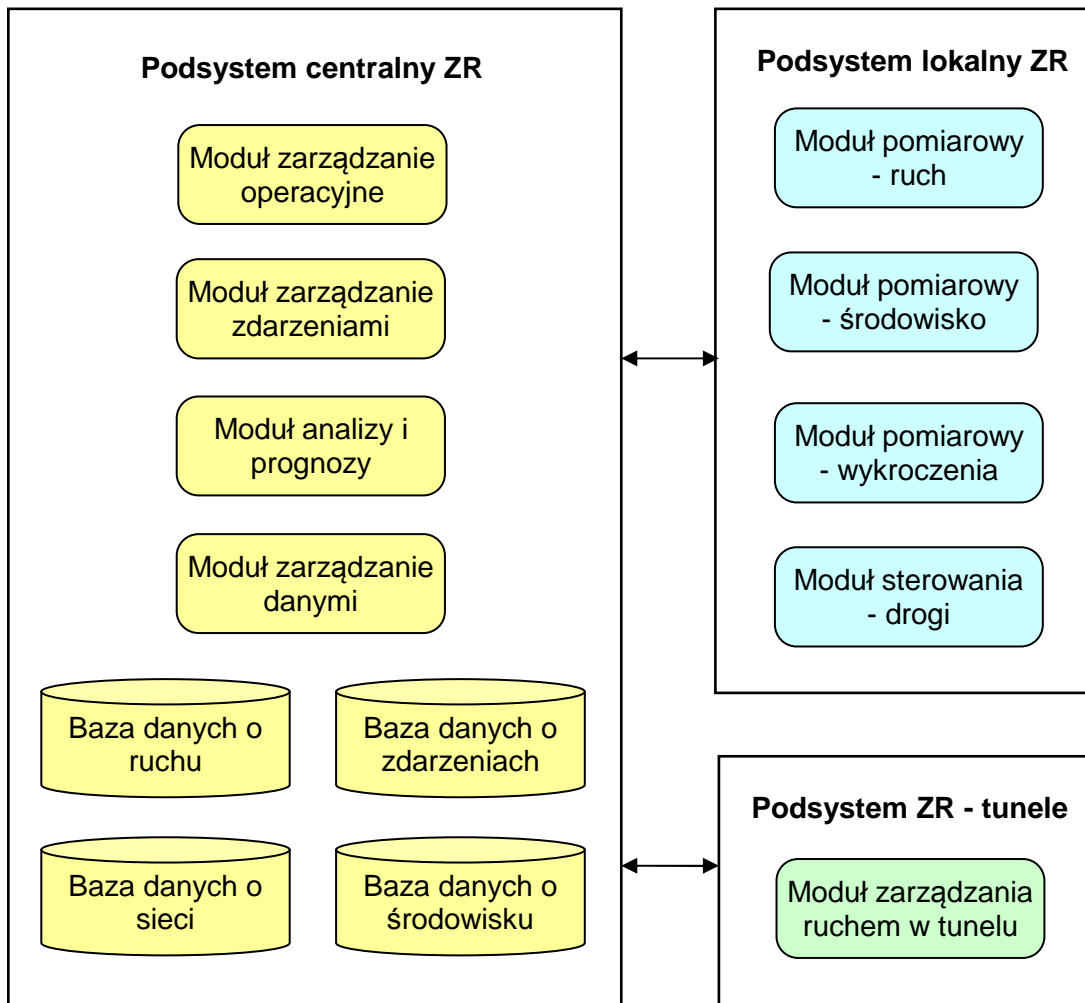 Podsystem centralny ZR
Moduł zarządzanie
operacyjne
Moduł zarządzanie
zdarzeniami
Moduł analizy i
prognozy
Moduł zarządzanie
danymi
Baza danych o
ruchu
Baza danych o
zdarzeniach
Baza danych o
sieci
Baza danych o
środowisku
Podsystem lokalny ZR
Moduł pomiarowy
- ruch
Moduł pomiarowy
- środowisko
Moduł pomiarowy
- wykroczenia
Moduł sterowania
- drogi
Podsystem ZR - tunele
Moduł zarządzania
ruchem w tunelu